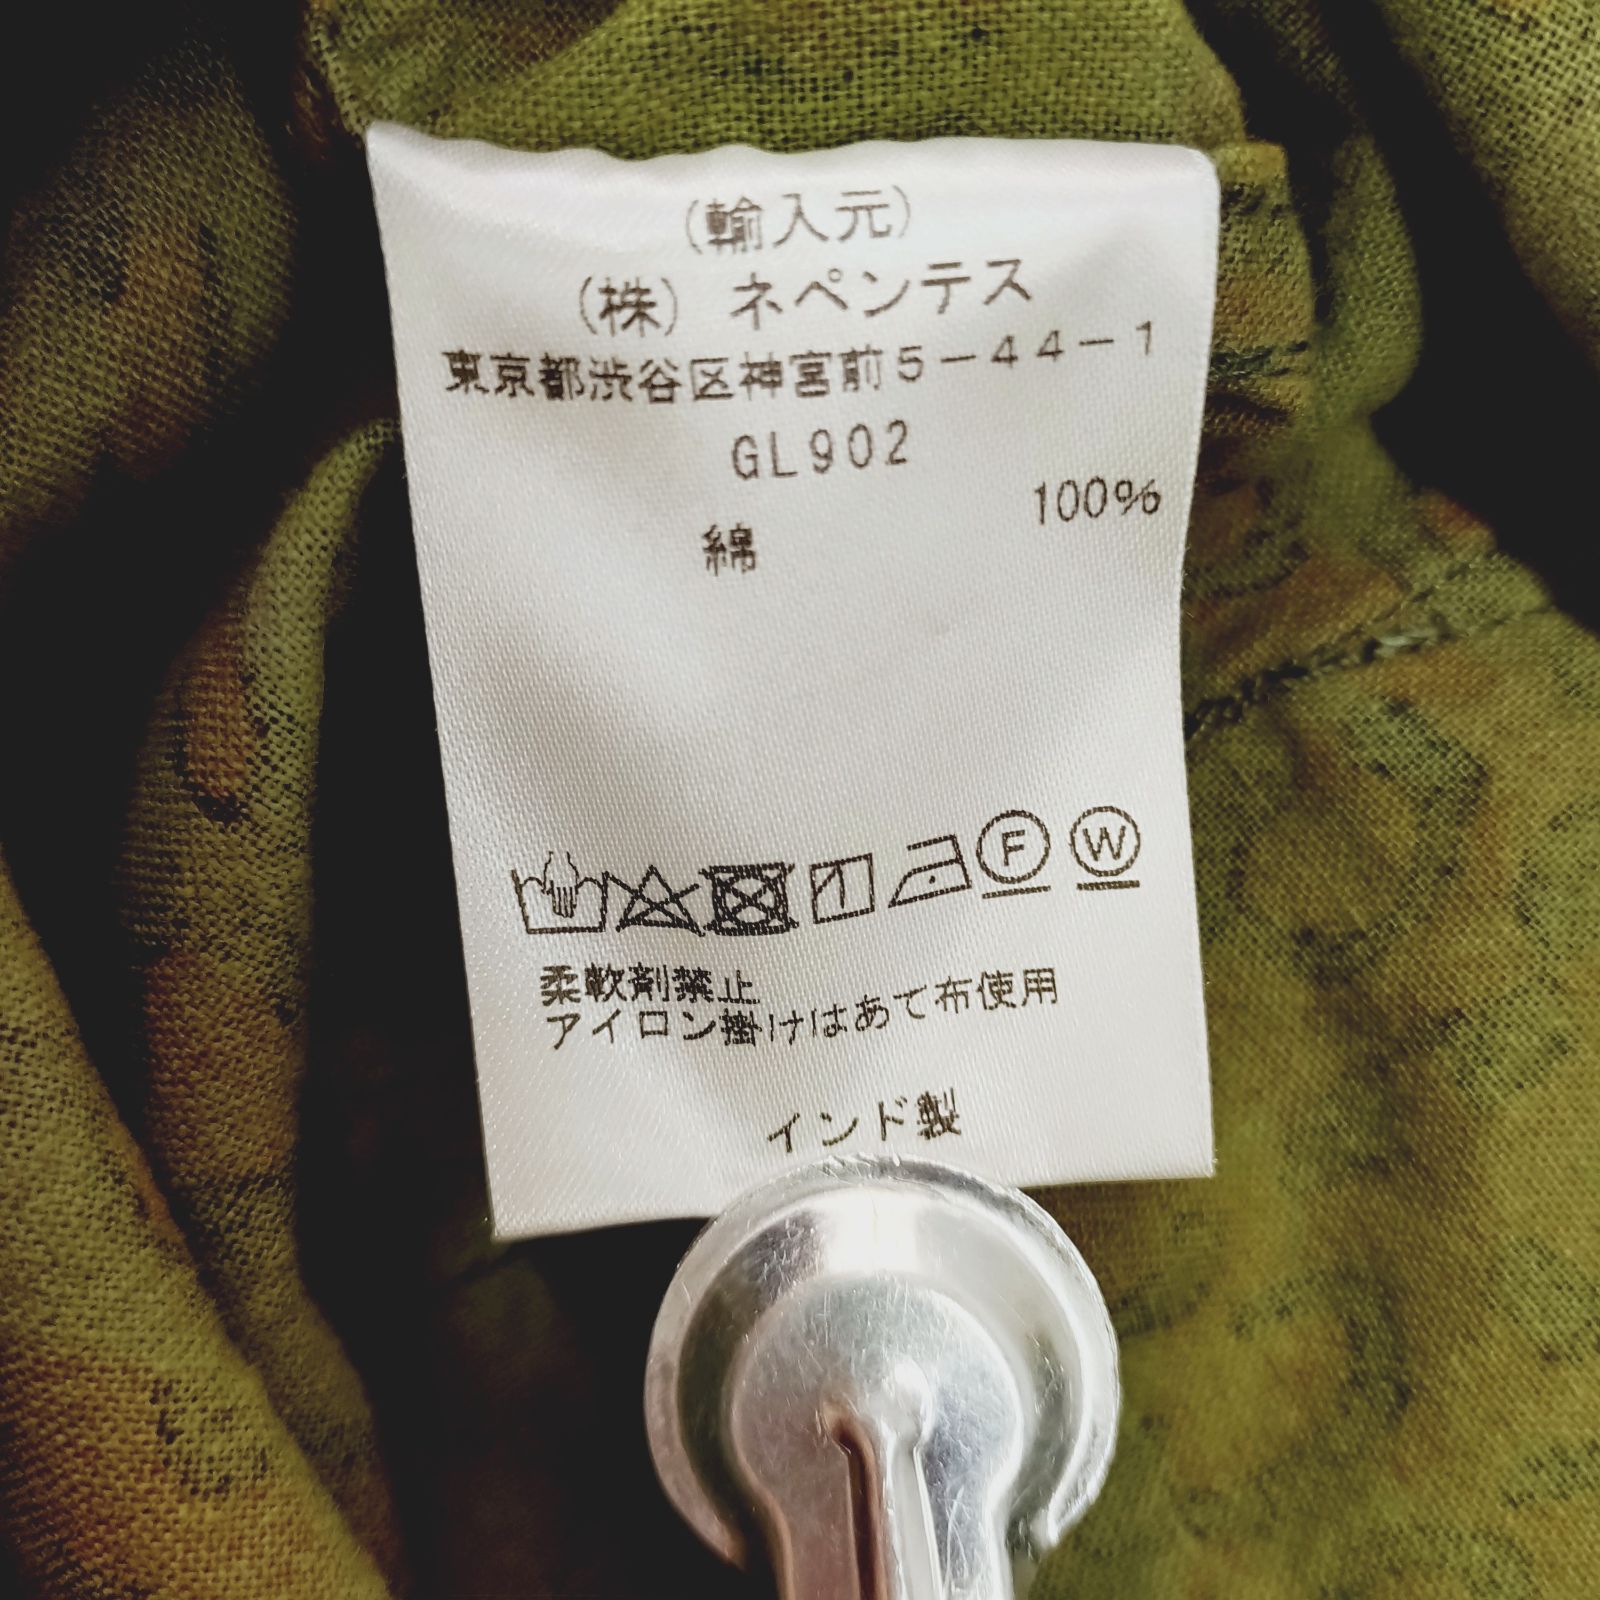 (輸入元)
(株) ネペンテス
東京都渋谷区神宮前5-44-1
GL902
綿 100%
F W
柔軟剤禁止
アイロン掛けはあて布使用
インド製